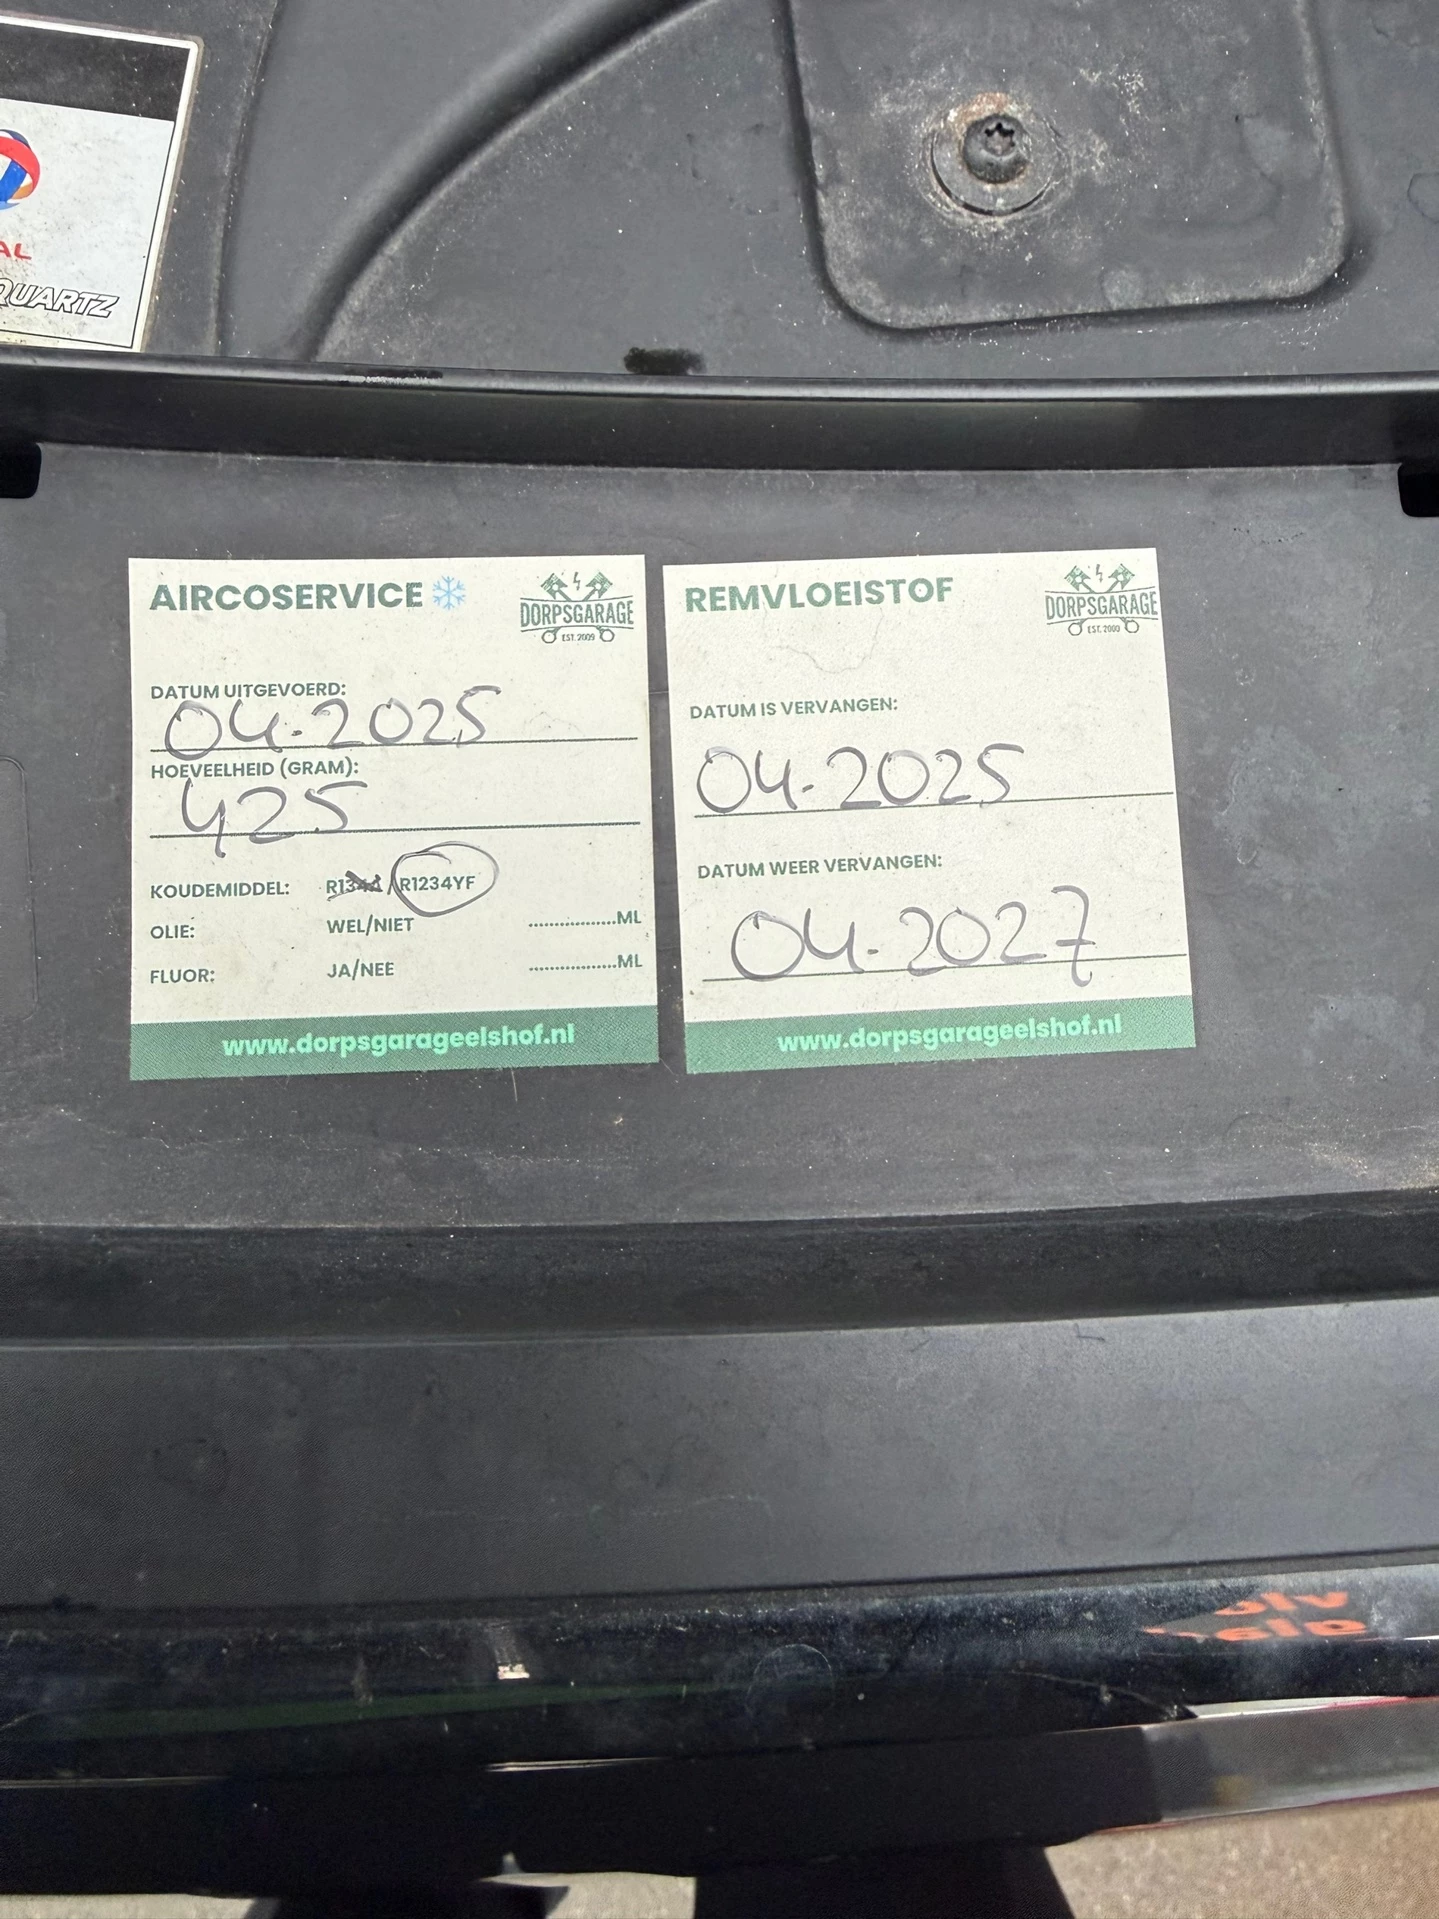 AL
QUARTZ
AIRCOSERVICE
DORPSGARAGE
EST. 2009
DATUM UITGEVOERD:
04-2025
HOEVEELHEID (GRAM):
425
KOUDEMIDDEL: R134A / R1234YF
OLIE: WEL/NIET ..................ML
FLUOR: JA/NEE ..................ML
www.dorpsgarageelshof.nl
REMVLOEISTOF
DORPSGARAGE
EST. 2009
DATUM IS VERVANGEN:
04-2025
DATUM WEER VERVANGEN:
04-2027
www.dorpsgarageelshof.nl